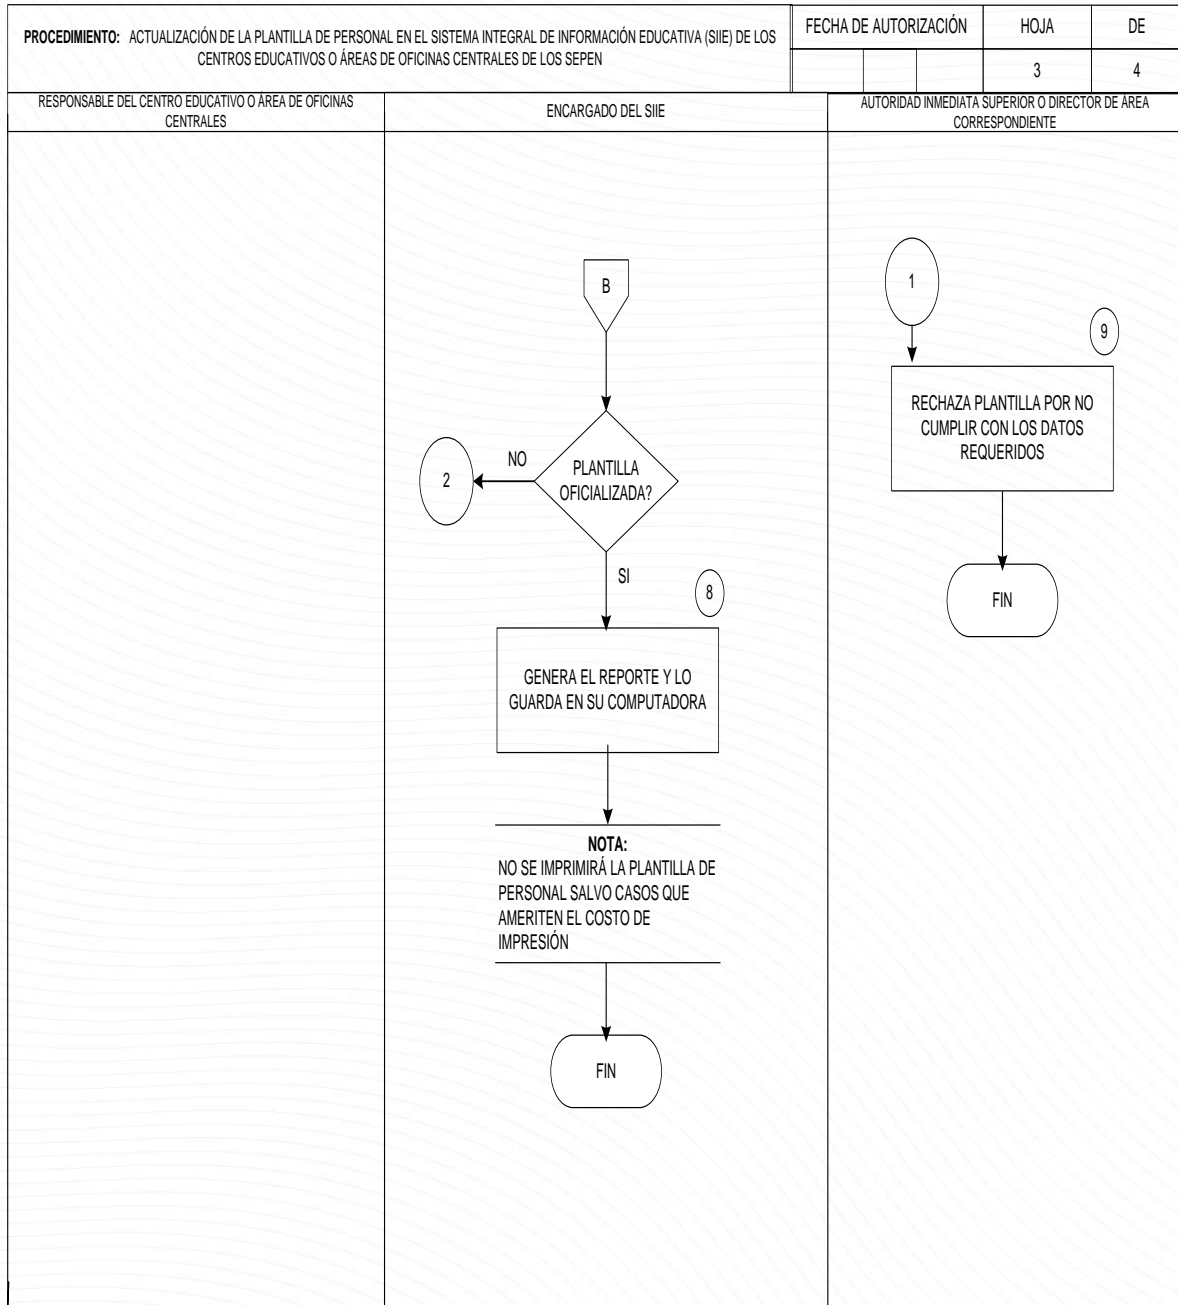 PROCEDIMIENTO: ACTUALIZACIÓN DE LA PLANTILLA DE PERSONAL EN EL SISTEMA INTEGRAL DE INFORMACIÓN EDUCATIVA (SIIE) DE LOS
CENTROS EDUCATIVOS O ÁREAS DE OFICINAS CENTRALES DE LOS SEPEN
FECHA DE AUTORIZACIÓN
HOJA
DE
3
4
RESPONSABLE DEL CENTRO EDUCATIVO O ÁREA DE OFICINAS
CENTRALES
ENCARGADO DEL SIIE
AUTORIDAD INMEDIATA SUPERIOR O DIRECTOR DE ÁREA
CORRESPONDIENTE
B
PLANTILLA
OFICIALIZADA?
NO
2
SI
8
GENERA EL REPORTE Y LO
GUARDA EN SU COMPUTADORA
NOTA:
NO SE IMPRIMIRÁ LA PLANTILLA DE
PERSONAL SALVO CASOS QUE
AMERITEN EL COSTO DE
IMPRESIÓN
FIN
1
9
RECHAZA PLANTILLA POR NO
CUMPLIR CON LOS DATOS
REQUERIDOS
FIN